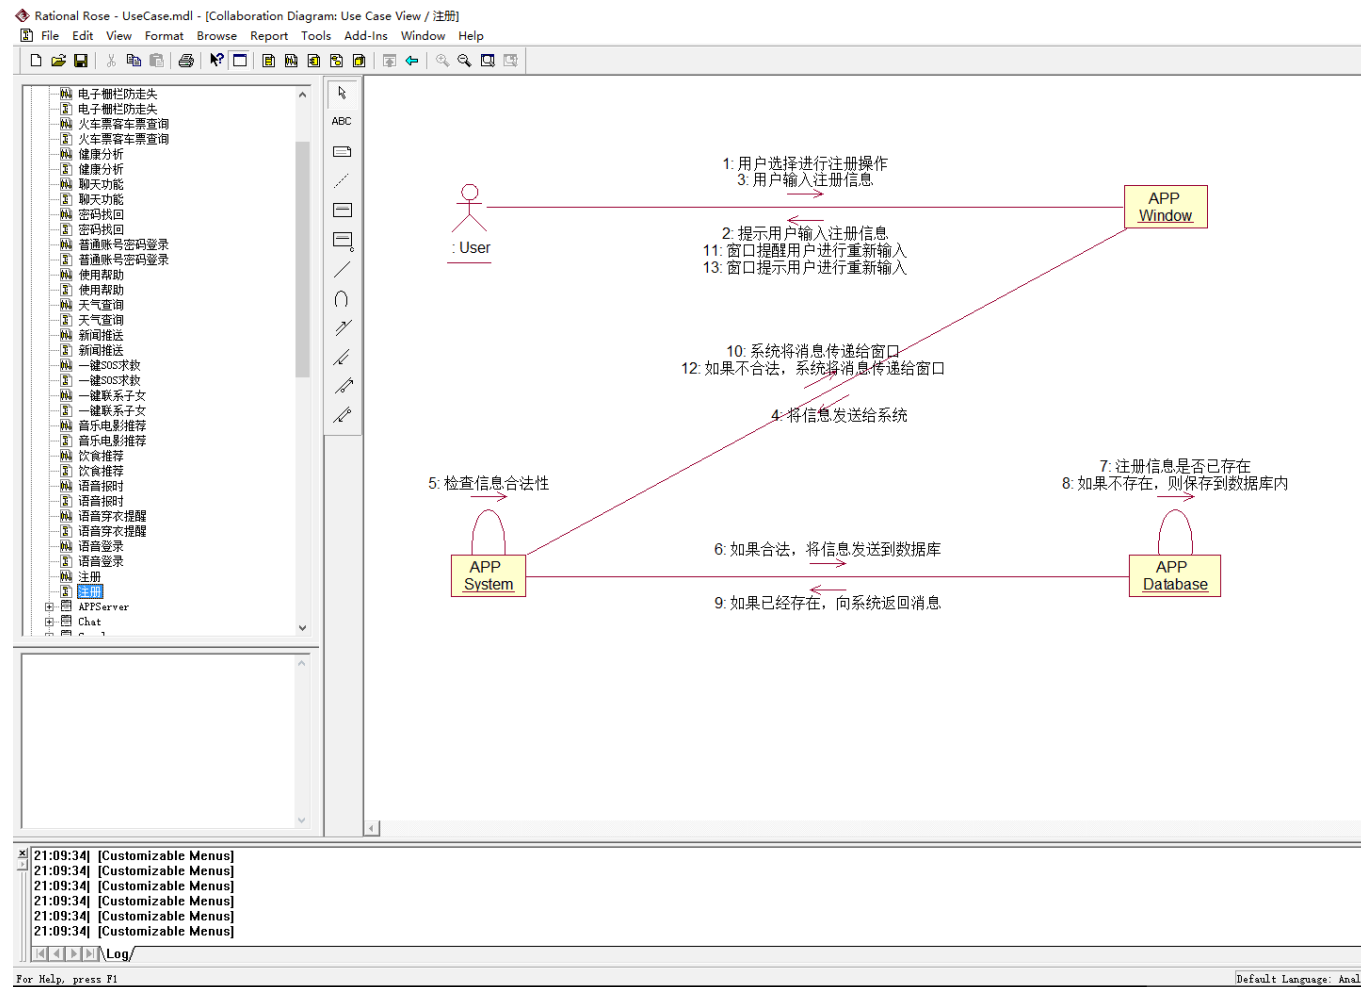 Rational Rose - UseCase.mdl - [Collaboration Diagram: Use Case View / 注册]
File Edit View Format Browse Report Tools Add-Ins Window Help
电子栅栏防走失
电子栅栏防走失
火车票客车票查询
火车票客车票查询
健康分析
健康分析
聊天功能
聊天功能
密码找回
密码找回
普通账号密码登录
普通账号密码登录
使用帮助
使用帮助
天气查询
天气查询
新闻推送
新闻推送
一键SOS求救
一键SOS求救
一键联系子女
一键联系子女
音乐电影推荐
音乐电影推荐
饮食推荐
饮食推荐
语音报时
语音报时
语音穿衣提醒
语音穿衣提醒
语音登录
语音登录
注册
注册
APPServer
Chat
ABC
1: 用户选择进行注册操作
3: 用户输入注册信息
: User
APP
Window
2: 提示用户输入注册信息
11: 窗口提醒用户进行重新输入
13: 窗口提示用户进行重新输入
10: 系统将消息传递给窗口
12: 如果不合法，系统将消息传递给窗口
4: 将信息发送给系统
5: 检查信息合法性
7: 注册信息是否已存在
8: 如果不存在，则保存到数据库内
6: 如果合法，将信息发送到数据库
APP
System
APP
Database
9: 如果已经存在，向系统返回消息
21:09:34| [Customizable Menus]
21:09:34| [Customizable Menus]
21:09:34| [Customizable Menus]
21:09:34| [Customizable Menus]
21:09:34| [Customizable Menus]
21:09:34| [Customizable Menus]
Log
For Help, press F1
Default Language: Anal